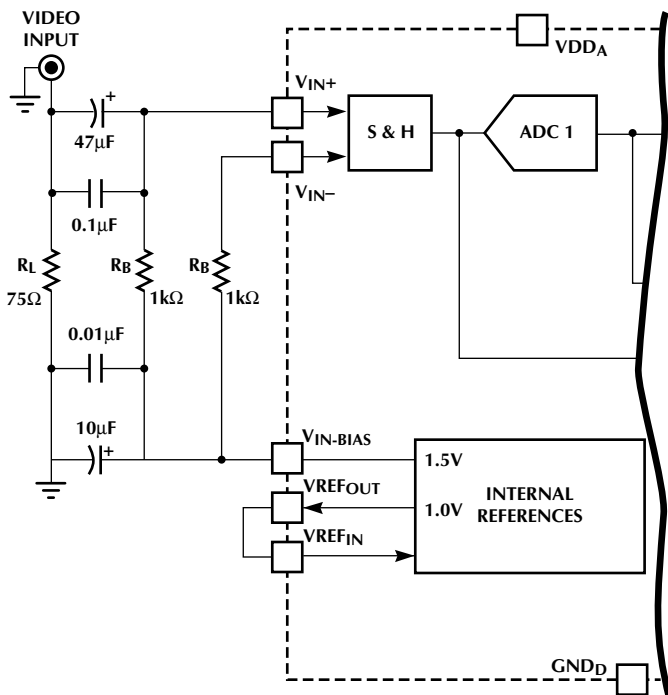 VIDEO
INPUT
VDDA
VIN+
+
47µF
S & H
ADC 1
VIN–
0.1µF
RL
75Ω
RB
1kΩ
RB
1kΩ
0.01µF
10µF
+
VIN-BIAS
1.5V
VREFOUT
1.0V
INTERNAL
REFERENCES
VREFIN
GNDD